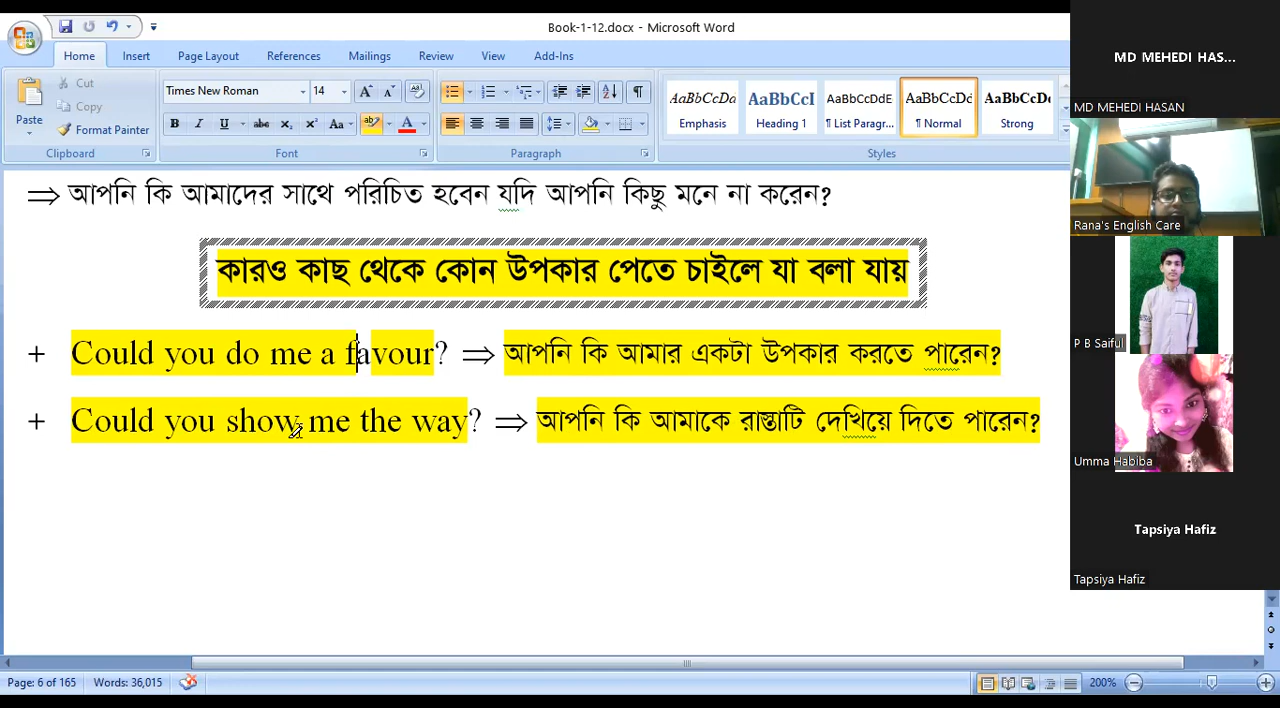 Book-1-12.docx - Microsoft Word
Home Insert Page Layout References Mailings Review View Add-Ins
Paste
Cut
Copy
Format Painter
Clipboard
Times New Roman 14
Font
Paragraph
AaBbCcDd AaBbCcI AaBbCcDdE AaBbCcDd AaBbCcDd
Emphasis Heading 1 ¶ List Paragr... ¶ Normal Strong
Styles
⇒ আপনি কি আমাদের সাথে পরিচিত হবেন যদি আপনি কিছু মনে না করেন?
কারও কাছ থেকে কোন উপকার পেতে চাইলে যা বলা যায়
+ Could you do me a favour? ⇒ আপনি কি আমার একটা উপকার করতে পারেন?
+ Could you show me the way? ⇒ আপনি কি আমাকে রাস্তাটি দেখিয়ে দিতে পারেন?
Page: 6 of 165 Words: 36,015
200%
MD MEHEDI HAS...
MD MEHEDI HASAN
Rana's English Care
P B Saiful
Umma Habiba
Tapsiya Hafiz
Tapsiya Hafiz